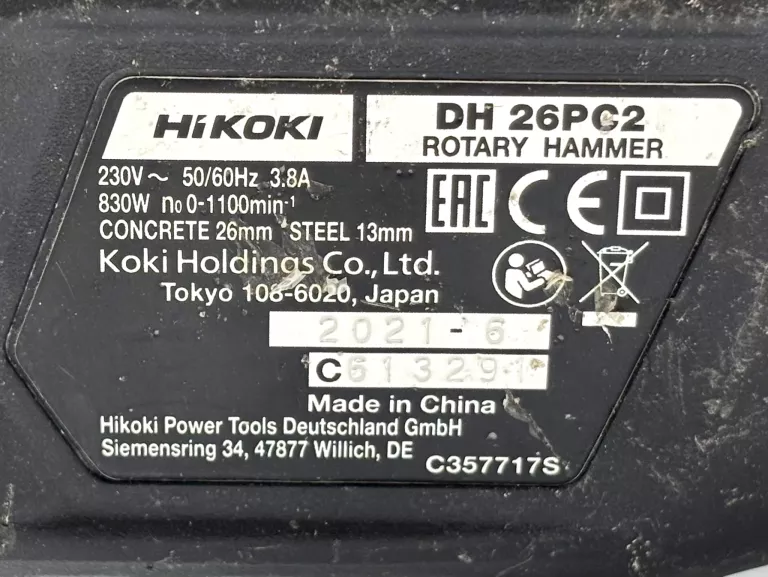 HiKOKI
DH 26PC2
ROTARY HAMMER
230V～ 50/60Hz 3.8A
830W n0 0-1100min-1
CONCRETE 26mm STEEL 13mm
EAC CE
Koki Holdings Co., Ltd.
Tokyo 108-6020, Japan
2021-6
C613291
Made in China
Hikoki Power Tools Deutschland GmbH
Siemensring 34, 47877 Willich, DE
C357717S